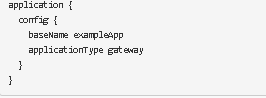 application {
  config {
    baseName exampleApp
    applicationType gateway
  }
}